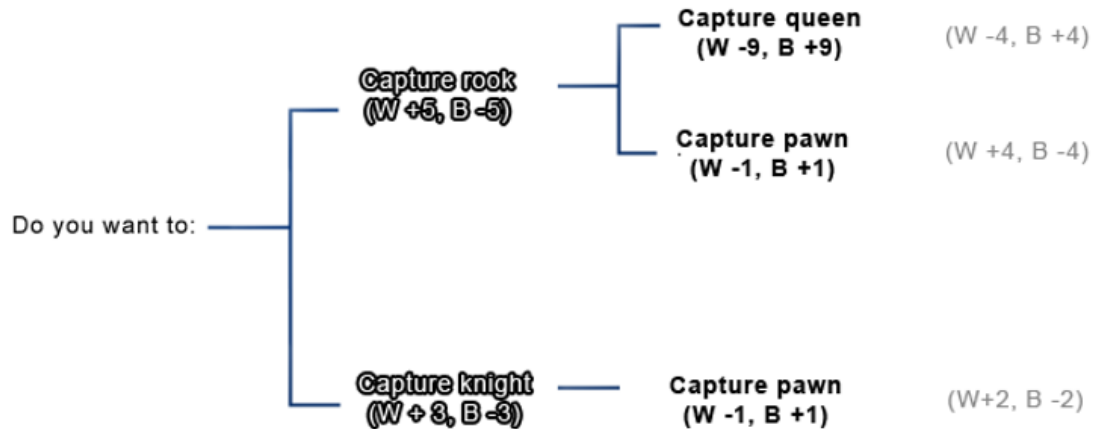 Capture queen
(W -9, B +9)
(W -4, B +4)
Capture rook
(W +5, B -5)
Capture pawn
(W -1, B +1)
(W +4, B -4)
Do you want to:
Capture knight
(W + 3, B -3)
Capture pawn
(W -1, B +1)
(W+2, B -2)